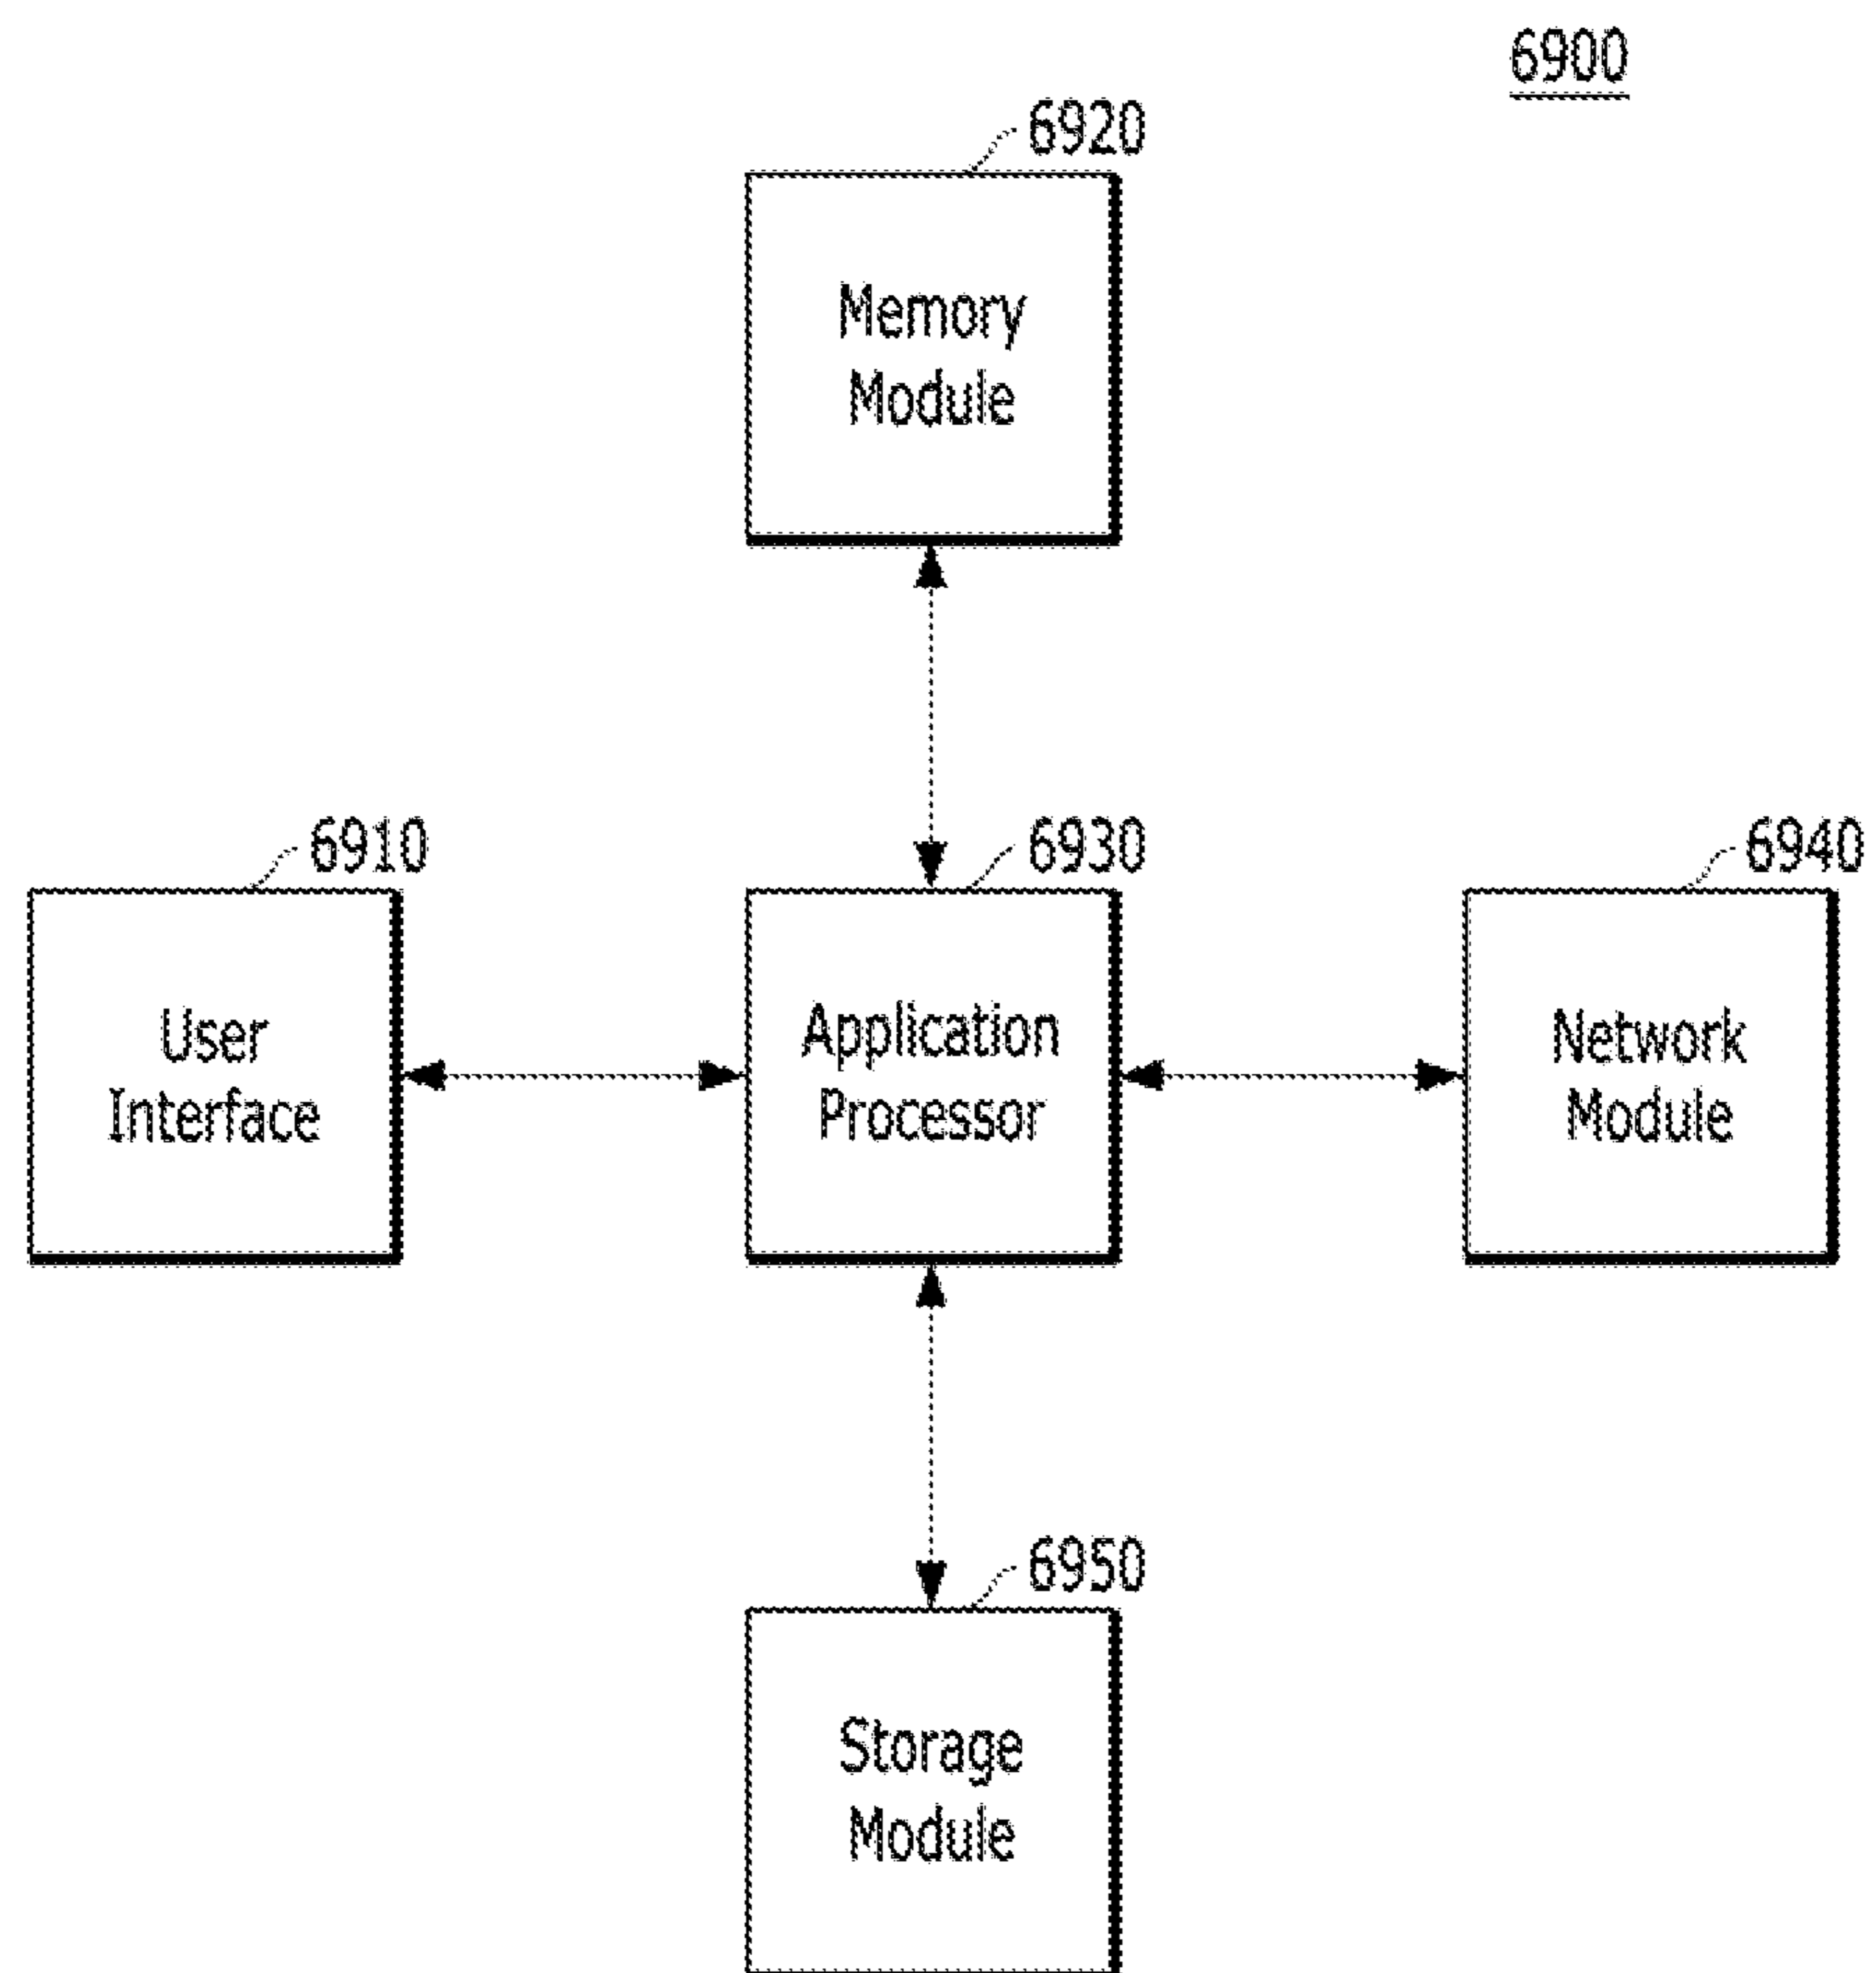 6900
6920
Memory
Module
6910
6930
6940
User
Interface
Application
Processor
Network
Module
6950
Storage
Module